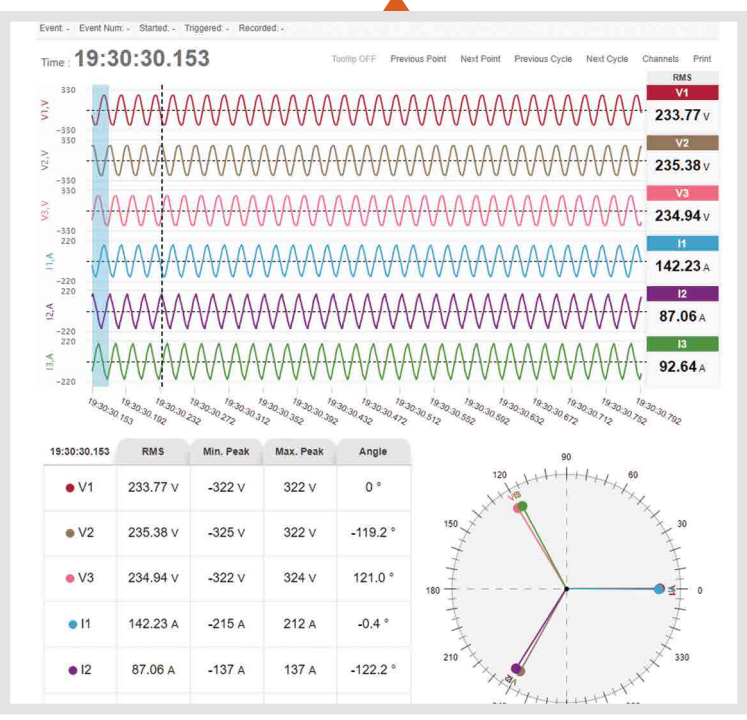 Event: - Event Num: - Started: - Triggered: - Recorded: -
Time : 19:30:30.153
Tooltip OFF Previous Point Next Point Previous Cycle Next Cycle Channels Print
RMS
330
V1,V
-330
V1
233.77 V
330
V2,V
-330
V2
235.38 V
330
V3,V
-330
V3
234.94 V
220
I1,A
-220
I1
142.23 A
220
I2,A
-220
I2
87.06 A
220
I3,A
-220
I3
92.64 A
19:30:30.153 19:30:30.192 19:30:30.232 19:30:30.272 19:30:30.312 19:30:30.352 19:30:30.392 19:30:30.432 19:30:30.472 19:30:30.512 19:30:30.552 19:30:30.592 19:30:30.632 19:30:30.672 19:30:30.712 19:30:30.752 19:30:30.792
19:30:30.153 RMS Min. Peak Max. Peak Angle
V1 233.77 V -322 V 322 V 0 °
V2 235.38 V -325 V 322 V -119.2 °
V3 234.94 V -322 V 324 V 121.0 °
I1 142.23 A -215 A 212 A -0.4 °
I2 87.06 A -137 A 137 A -122.2 °
90
120
60
150
30
180
0
210
330